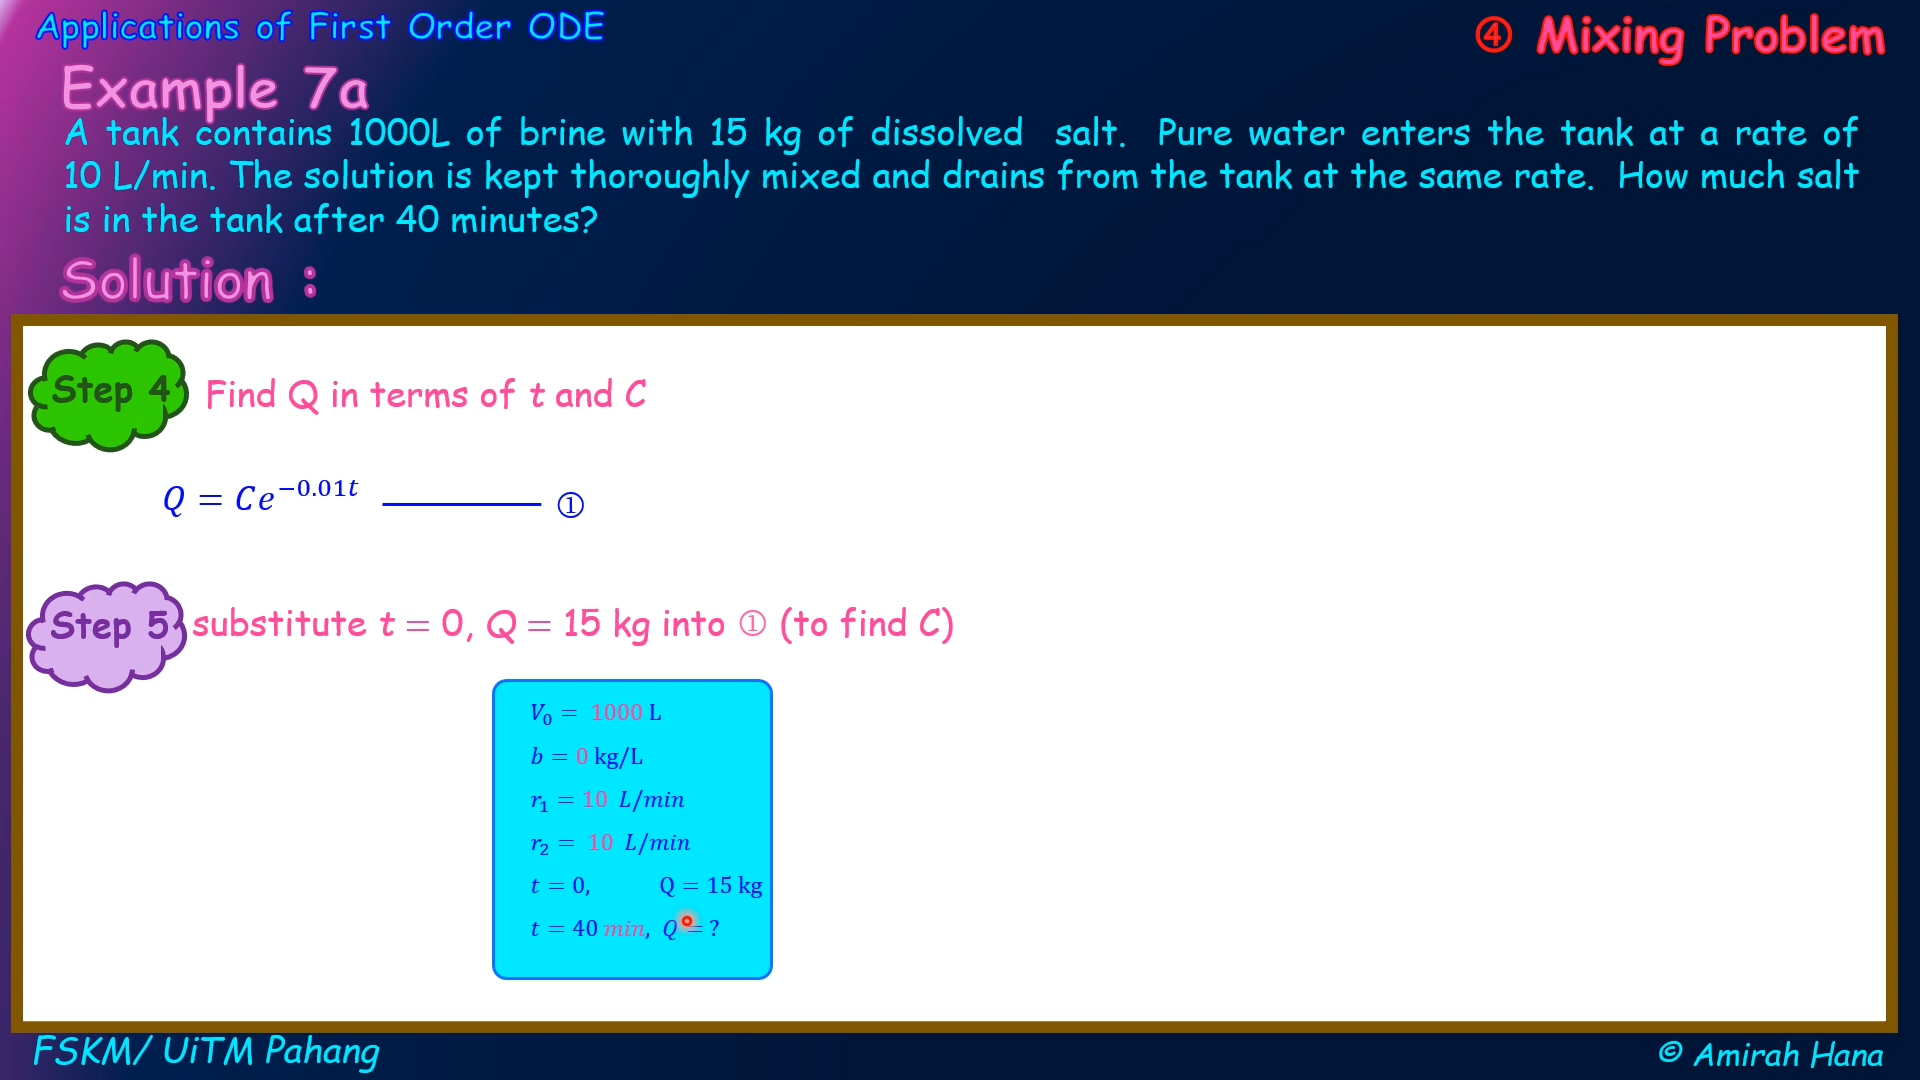 Applications of First Order ODE
④ Mixing Problem
Example 7a
A tank contains 1000L of brine with 15 kg of dissolved salt. Pure water enters the tank at a rate of
10 L/min. The solution is kept thoroughly mixed and drains from the tank at the same rate. How much salt
is in the tank after 40 minutes?
Solution :
Step 4
Find Q in terms of t and C
Q = Ce^{−0.01t} ——— ①
Step 5
substitute t = 0, Q = 15 kg into ① (to find C)
V₀ = 1000 L
b = 0 kg/L
r₁ = 10 L/min
r₂ = 10 L/min
t = 0, Q = 15 kg
t = 40 min, Q = ?
FSKM/ UiTM Pahang
© Amirah Hana